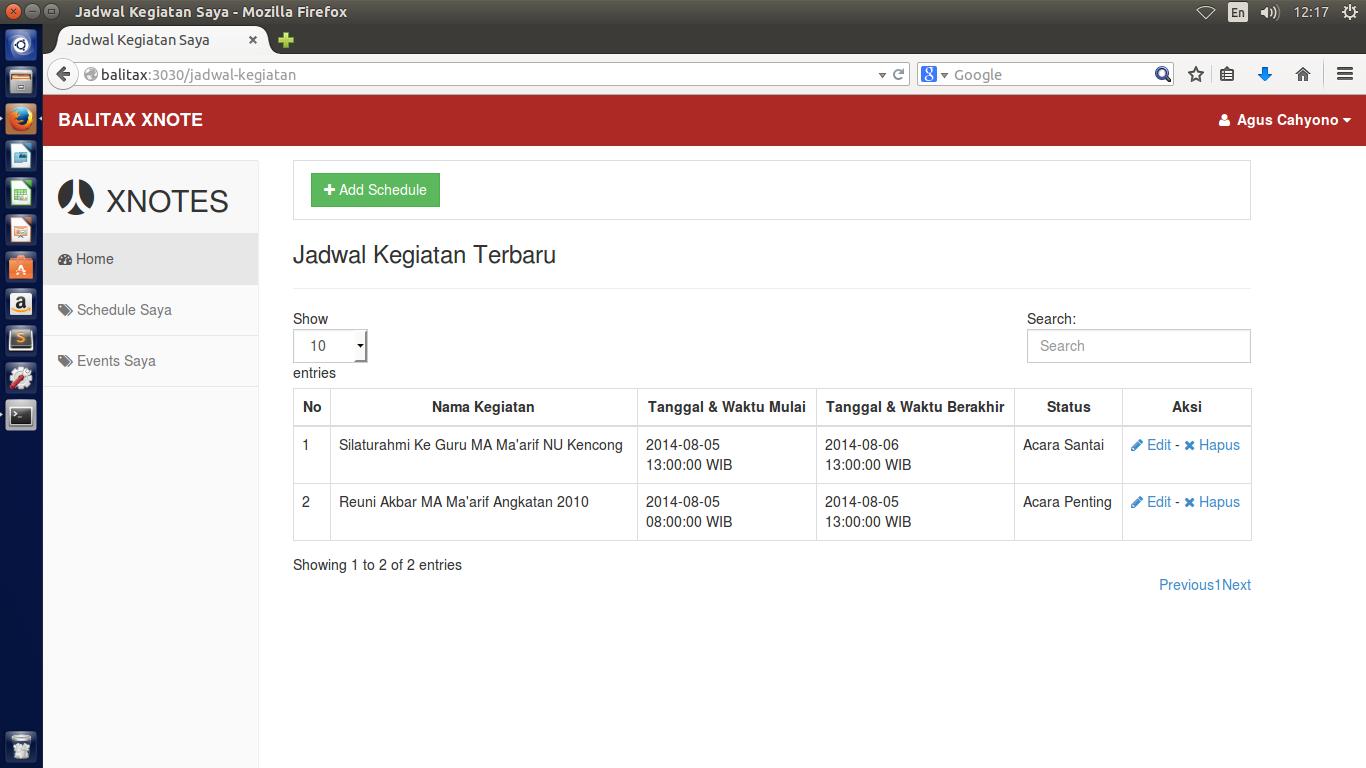 Jadwal Kegiatan Saya - Mozilla Firefox
En
12:17
Jadwal Kegiatan Saya
balitax:3030/jadwal-kegiatan
Google
BALITAX XNOTE
Agus Cahyono
XNOTES
Home
Schedule Saya
Events Saya
Add Schedule
Jadwal Kegiatan Terbaru
Show
10
entries
Search:
Search
No Nama Kegiatan Tanggal & Waktu Mulai Tanggal & Waktu Berakhir Status Aksi
1 Silaturahmi Ke Guru MA Ma'arif NU Kencong 2014-08-05 2014-08-06 Acara Santai Edit - Hapus
13:00:00 WIB 13:00:00 WIB
2 Reuni Akbar MA Ma'arif Angkatan 2010 2014-08-05 2014-08-05 Acara Penting Edit - Hapus
08:00:00 WIB 13:00:00 WIB
Showing 1 to 2 of 2 entries
Previous1Next